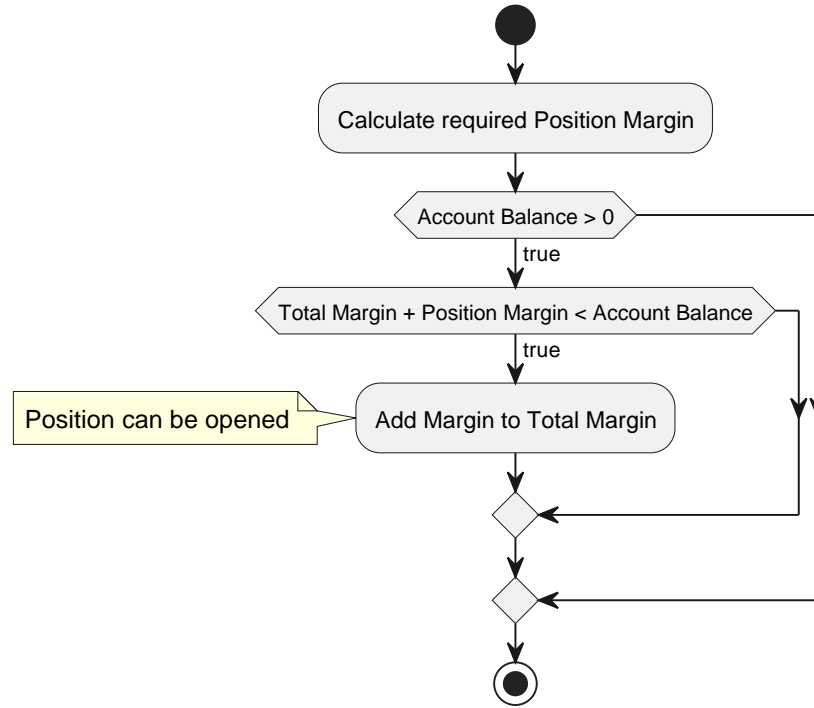 Calculate required Position Margin
Account Balance > 0
true
Total Margin + Position Margin < Account Balance
true
Position can be opened
Add Margin to Total Margin